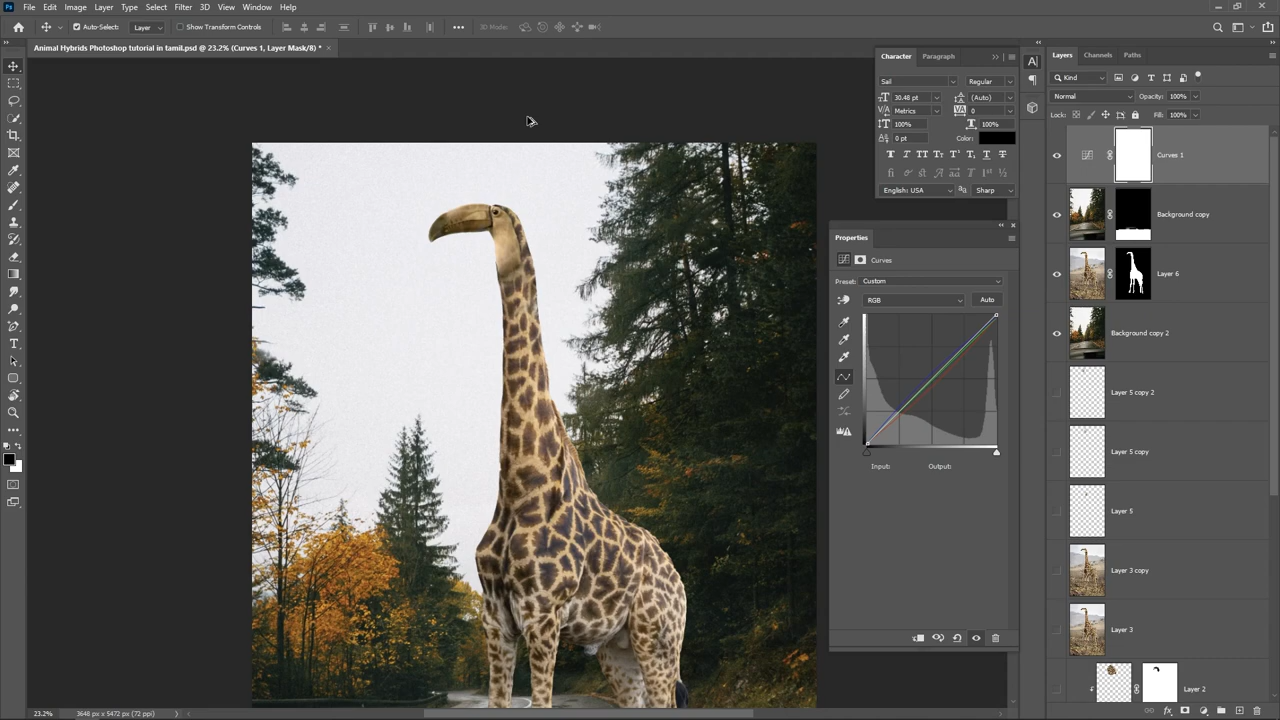 Ps File Edit Image Layer Type Select Filter 3D View Window Help
Auto-Select: Layer Show Transform Controls 3D Mode:
Animal Hybrids Photoshop tutorial in tamil.psd @ 23.2% (Curves 1, Layer Mask/8) *
Character Paragraph
Sail Regular
30.48 pt (Auto)
Metrics 0
100% 100%
0 pt Color:
English: USA Sharp
Properties
Curves
Preset: Custom
RGB Auto
Input: Output:
Layers Channels Paths
Kind
Normal Opacity: 100%
Lock: Fill: 100%
Curves 1
Background copy
Layer 6
Background copy 2
Layer 5 copy 2
Layer 5 copy
Layer 5
Layer 3 copy
Layer 3
Layer 2
23.2% 3648 px x 5472 px (72 ppi)